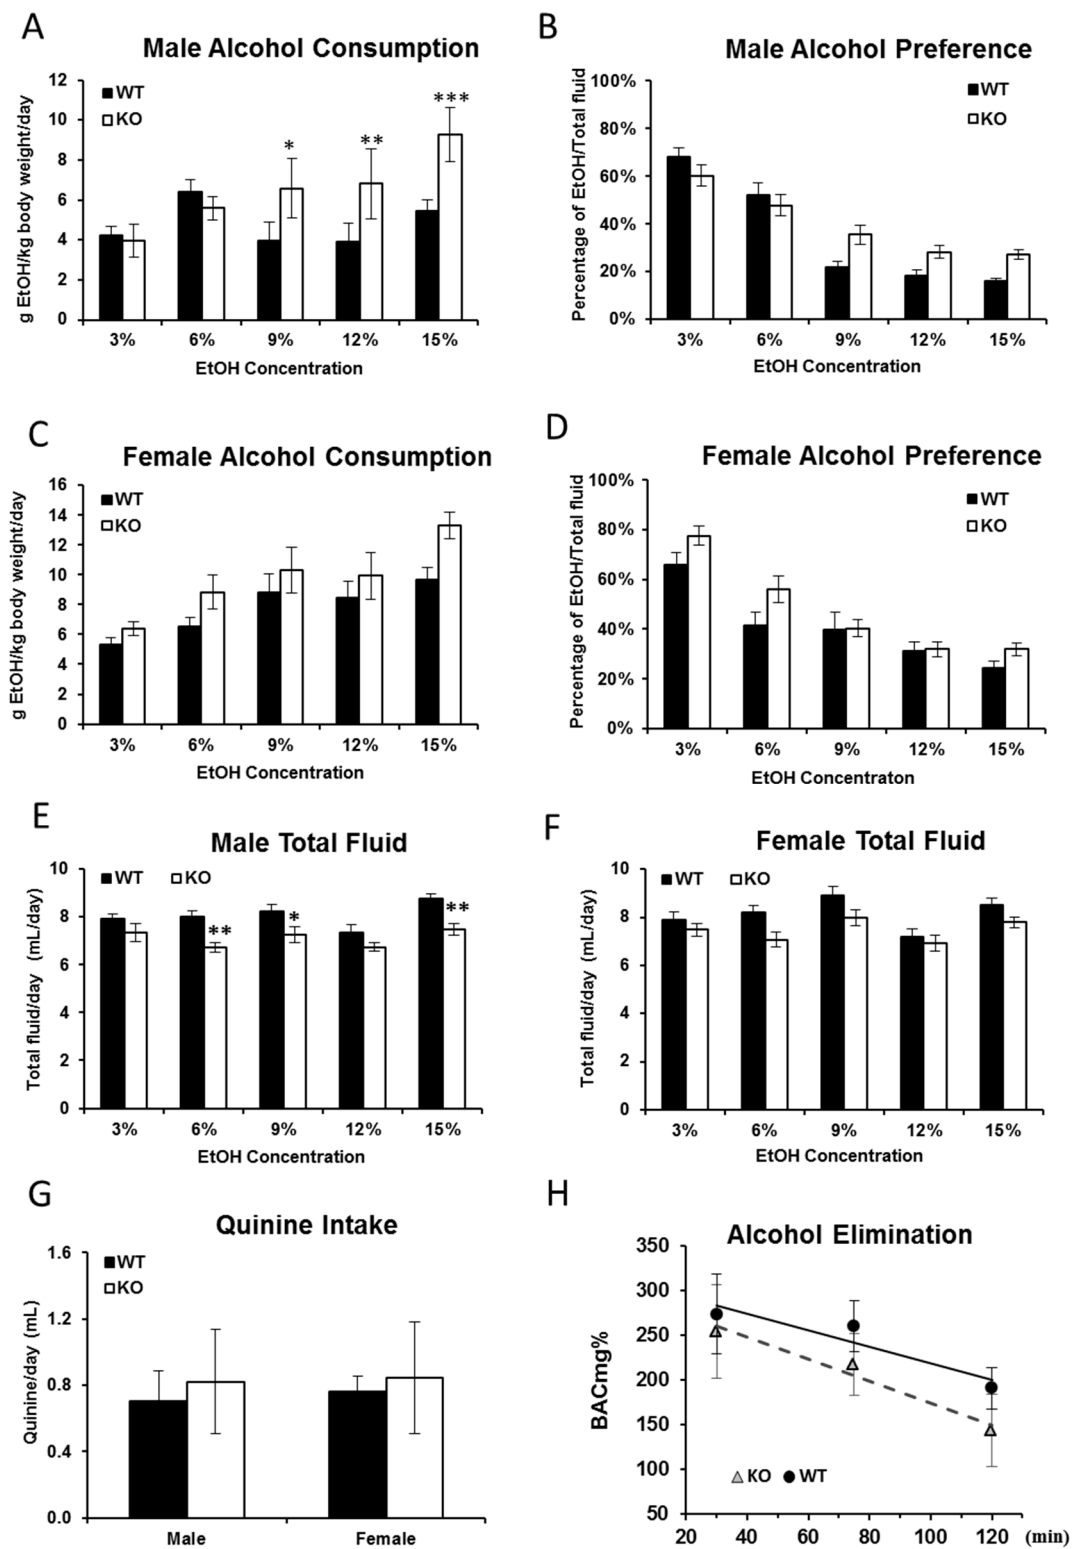 A
Male Alcohol Consumption
g EtOH/kg body weight/day
12
10
8
6
4
2
0
WT
KO
*
**
***
3% 6% 9% 12% 15%
EtOH Concentration
B
Male Alcohol Preference
Percentage of EtOH/Total fluid
100%
80%
60%
40%
20%
0%
WT
KO
3% 6% 9% 12% 15%
EtOH Concentration
C
Female Alcohol Consumption
g EtOH/kg body weight/day
16
14
12
10
8
6
4
2
0
WT
KO
3% 6% 9% 12% 15%
EtOH Concentration
D
Female Alcohol Preference
Percentage of EtOH/Total fluid
100%
80%
60%
40%
20%
0%
WT
KO
3% 6% 9% 12% 15%
EtOH Concentraton
E
Male Total Fluid
Total fluid/day (mL/day)
10
8
6
4
2
0
WT KO
**
*
**
3% 6% 9% 12% 15%
EtOH Concentration
F
Female Total Fluid
Total fluid/day (mL/day)
10
8
6
4
2
0
WT KO
3% 6% 9% 12% 15%
EtOH Concentration
G
Quinine Intake
Quinine/day (mL)
1.6
1.2
0.8
0.4
0.0
WT
KO
Male Female
H
Alcohol Elimination
BACmg%
350
300
250
200
150
100
50
KO WT
20 40 60 80 100 120 (min)